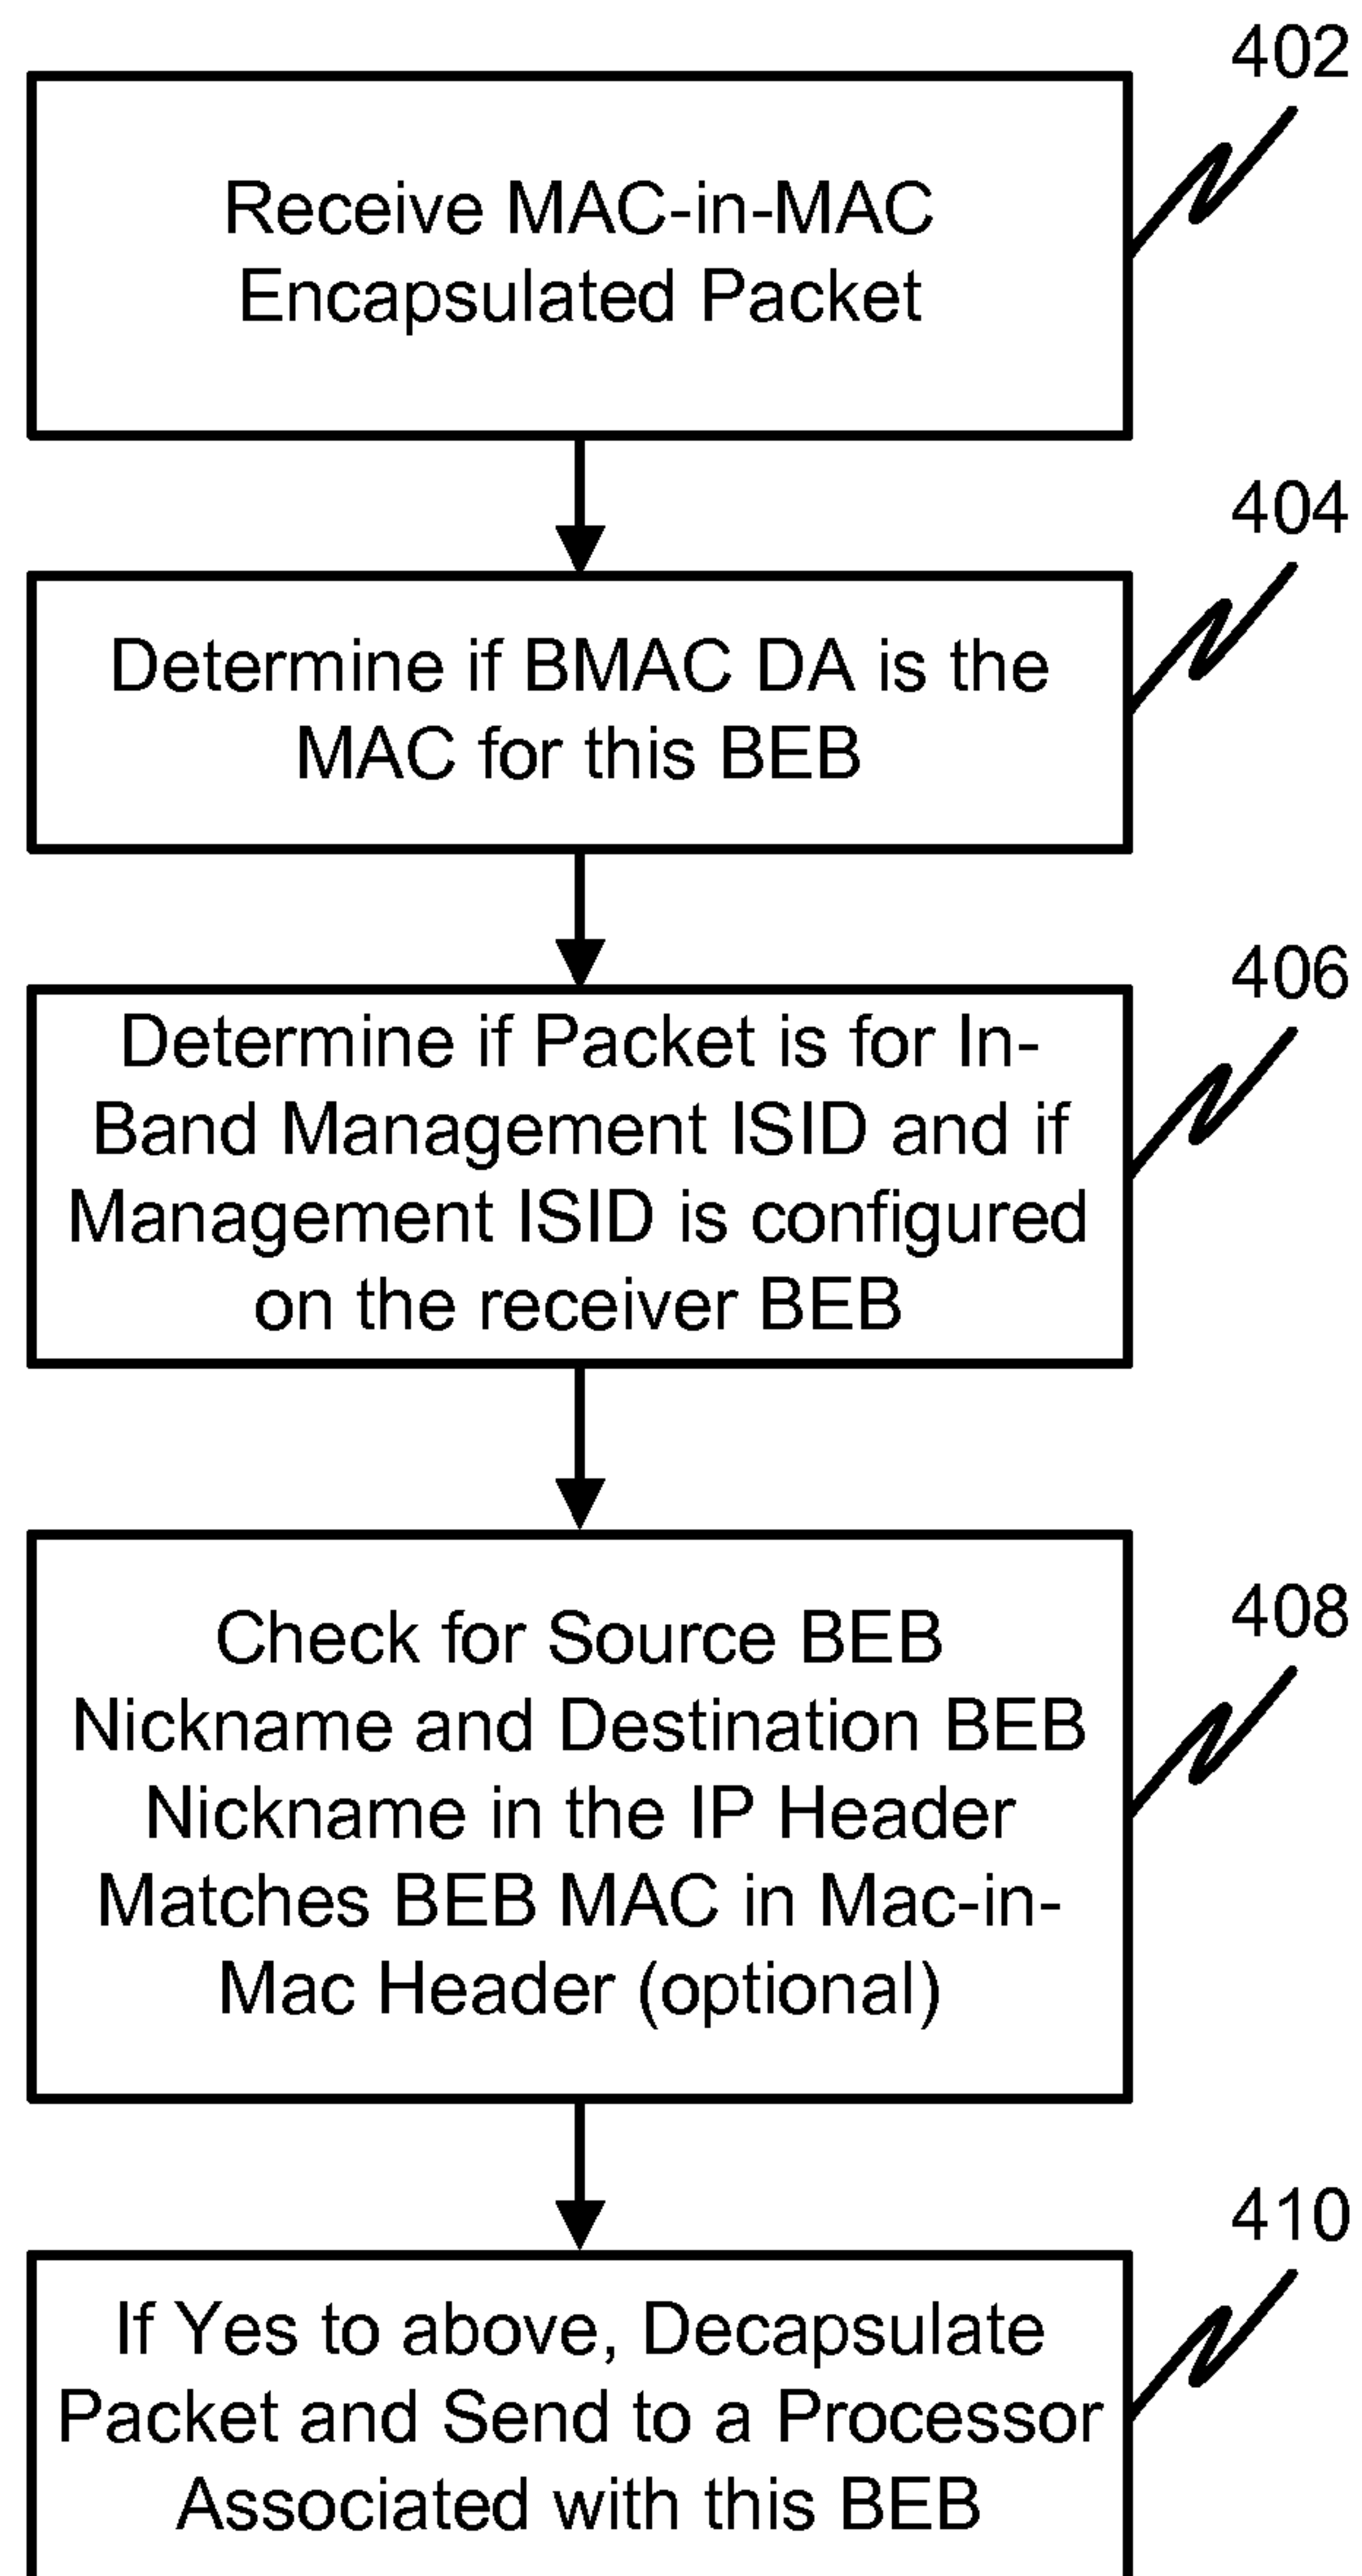 402
Receive MAC-in-MAC
Encapsulated Packet
404
Determine if BMAC DA is the
MAC for this BEB
406
Determine if Packet is for In-
Band Management ISID and if
Management ISID is configured
on the receiver BEB
408
Check for Source BEB
Nickname and Destination BEB
Nickname in the IP Header
Matches BEB MAC in Mac-in-
Mac Header (optional)
410
If Yes to above, Decapsulate
Packet and Send to a Processor
Associated with this BEB